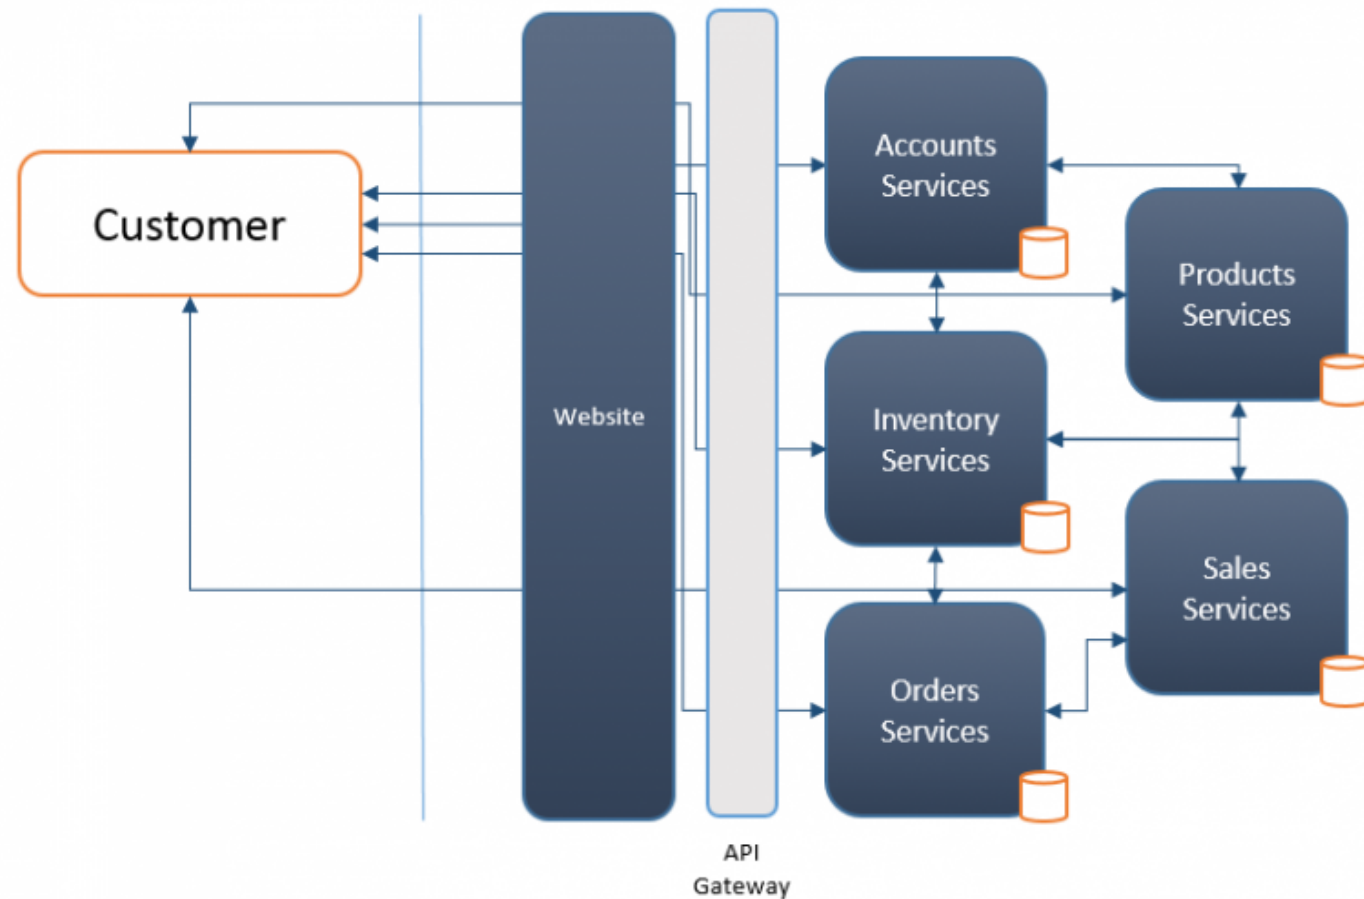 Customer
Website
API
Gateway
Accounts
Services
Products
Services
Inventory
Services
Sales
Services
Orders
Services